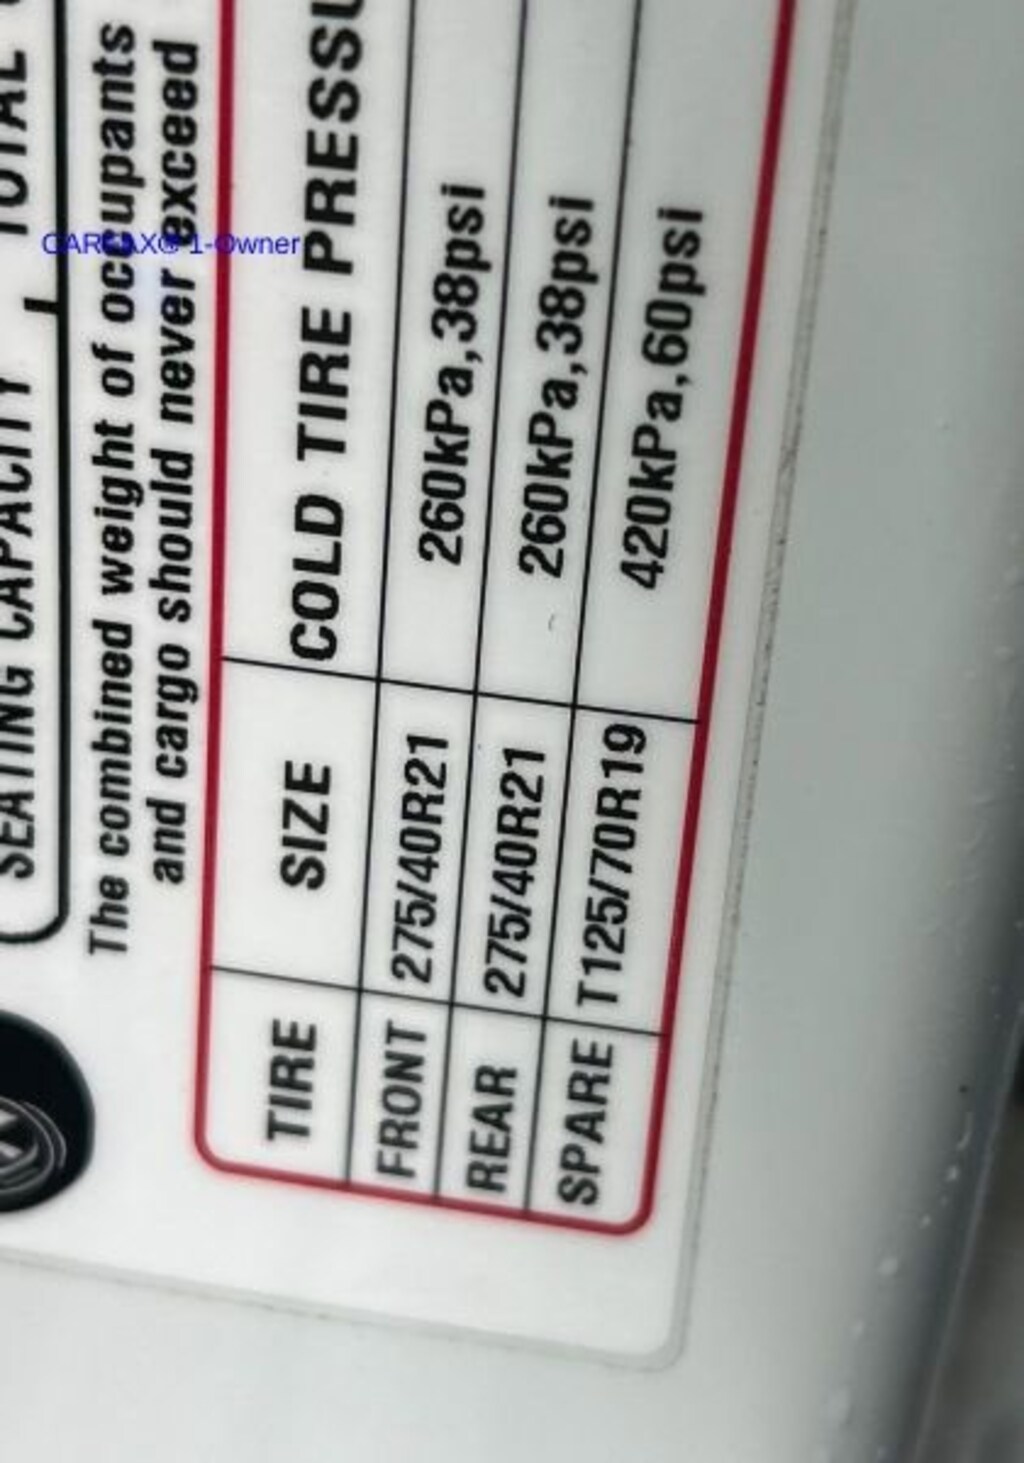 SEATING CAPACITY TOTAL
The combined weight of occupants
and cargo should never exceed
TIRE SIZE COLD TIRE
FRONT 275/40R21 260kPa,38psi
REAR 275/40R21 260kPa,38psi
SPARE T125/70R19 420kPa,60psi
CARFAX® 1-Owner